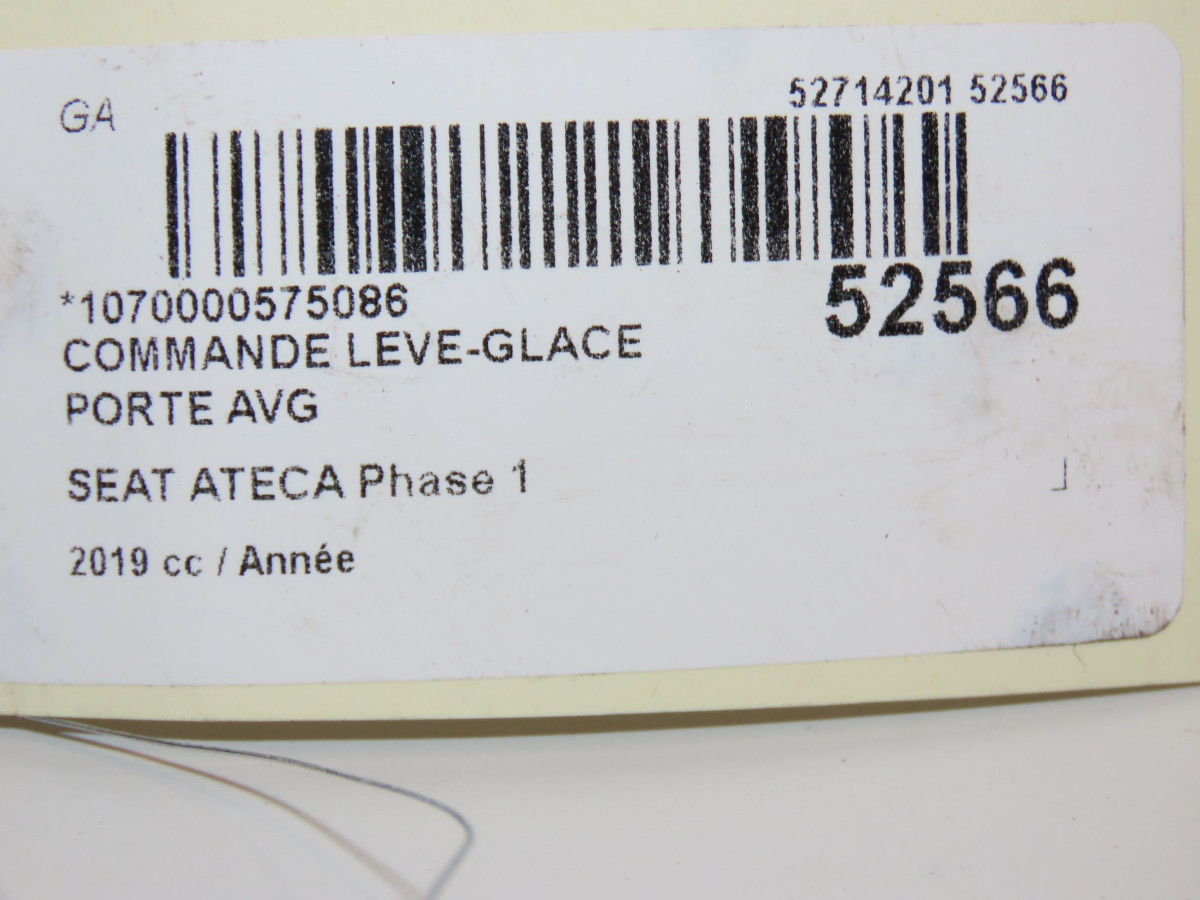 GA
52714201 52566
*1070000575086
52566
COMMANDE LEVE-GLACE
PORTE AVG
SEAT ATECA Phase 1
2019 cc / Année